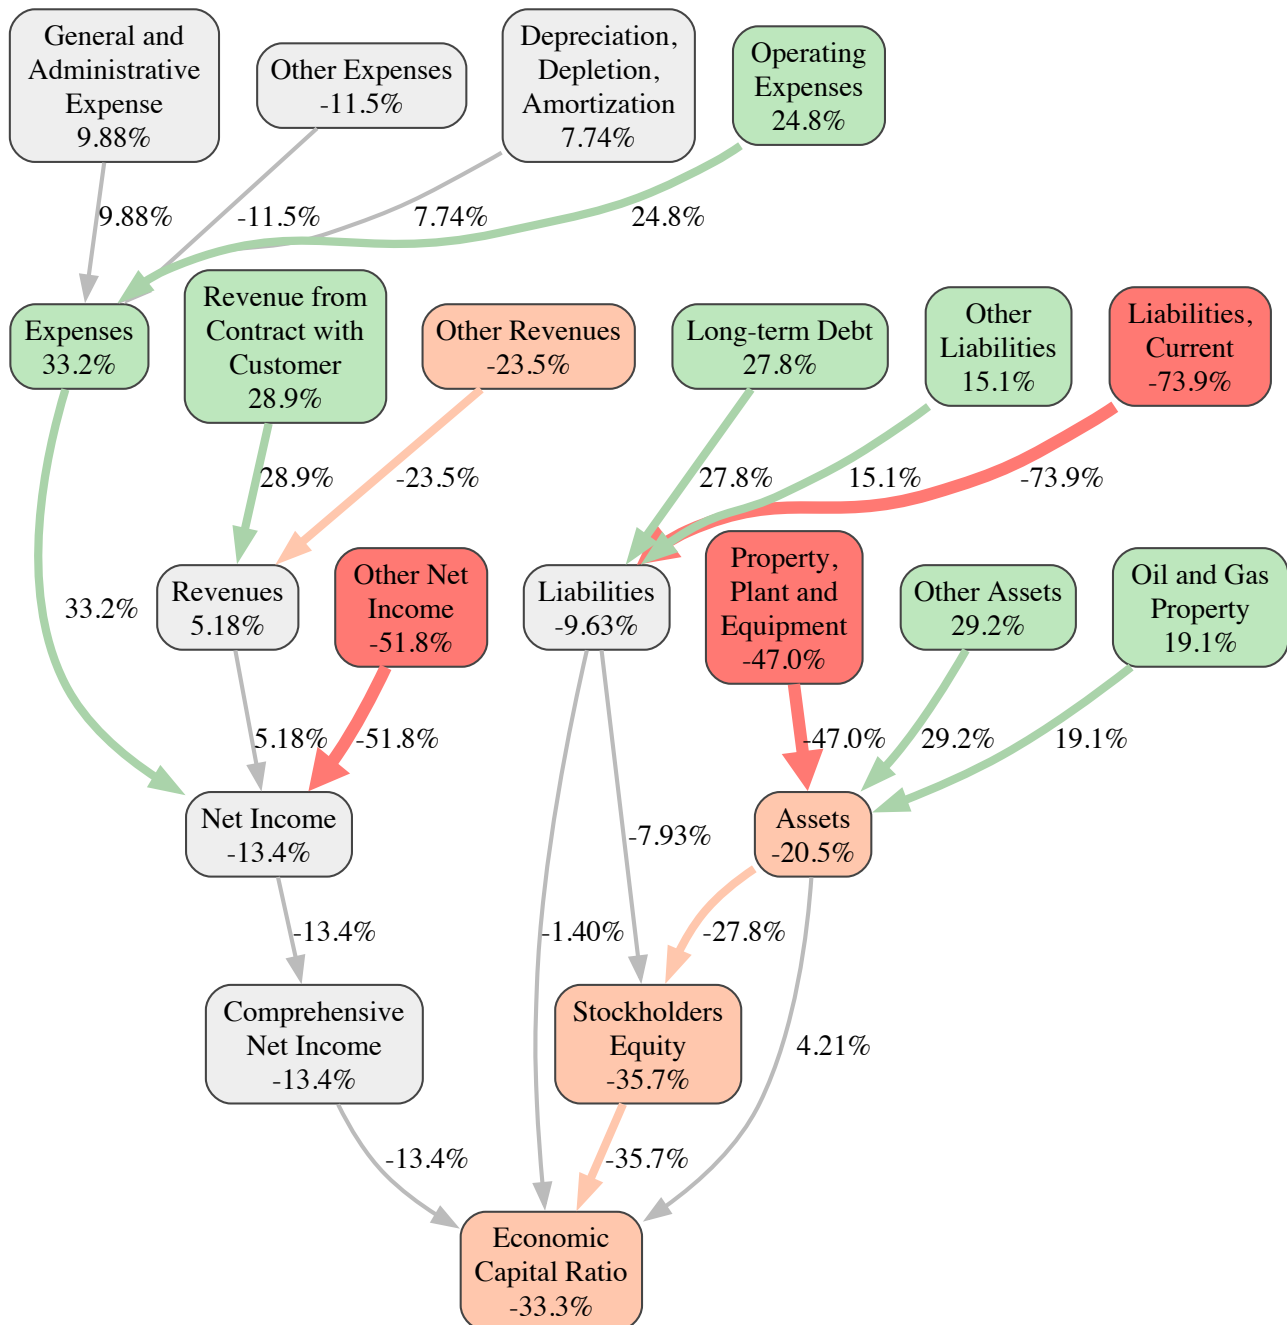 General and
Administrative
Expense
9.88%
Other Expenses
-11.5%
Depreciation,
Depletion,
Amortization
7.74%
Operating
Expenses
24.8%
9.88%
-11.5%
7.74%
24.8%
Expenses
33.2%
Revenue from
Contract with
Customer
28.9%
Other Revenues
-23.5%
Long-term Debt
27.8%
Other
Liabilities
15.1%
Liabilities,
Current
-73.9%
28.9%
-23.5%
27.8%
15.1%
-73.9%
33.2%
Revenues
5.18%
Other Net
Income
-51.8%
Liabilities
-9.63%
Property,
Plant and
Equipment
-47.0%
Other Assets
29.2%
Oil and Gas
Property
19.1%
5.18%
-51.8%
-47.0%
29.2%
19.1%
Net Income
-13.4%
-7.93%
Assets
-20.5%
-13.4%
-1.40%
-27.8%
Comprehensive
Net Income
-13.4%
Stockholders
Equity
-35.7%
4.21%
-13.4%
-35.7%
Economic
Capital Ratio
-33.3%